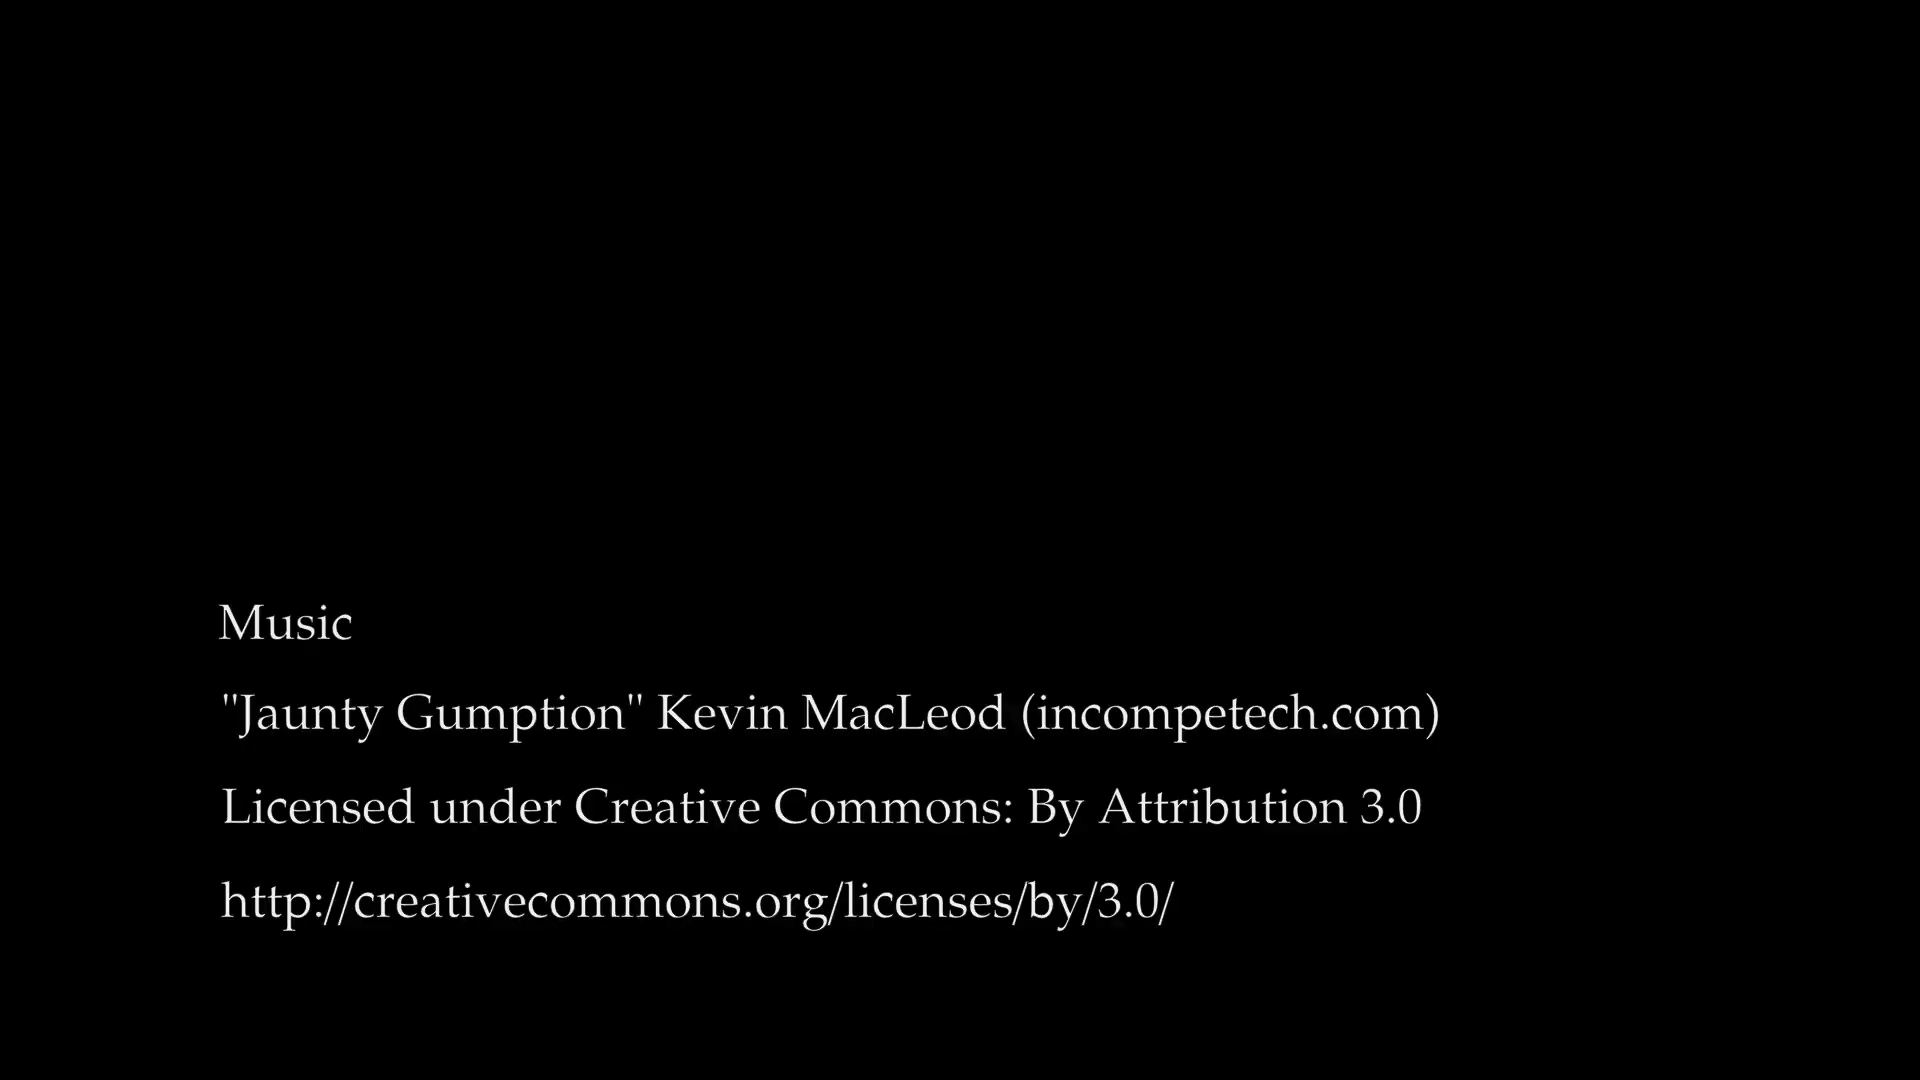 Music
"Jaunty Gumption" Kevin MacLeod (incompetech.com)
Licensed under Creative Commons: By Attribution 3.0
http://creativecommons.org/licenses/by/3.0/